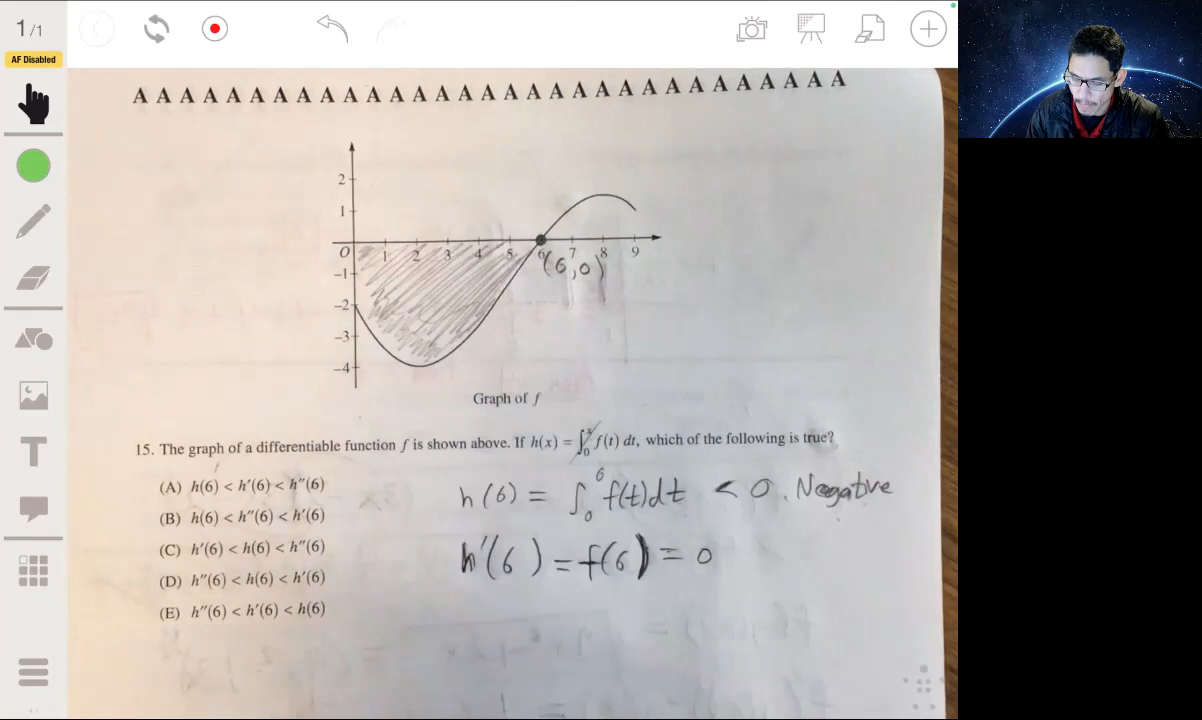 1/1
AF Disabled
A A A A A A A A A A A A A A A A A A A A A A A A A A A A A A A
2
1
O 1 2 3 4 5 6 7 8 9
(6,0)
-1
-2
-3
-4
Graph of f
15. The graph of a differentiable function f is shown above. If h(x) = ∫₀ˣ f(t) dt, which of the following is true?
(A) h(6) < h′(6) < h″(6)
(B) h(6) < h″(6) < h′(6)
(C) h′(6) < h(6) < h″(6)
(D) h″(6) < h(6) < h′(6)
(E) h″(6) < h′(6) < h(6)
h(6) = ∫₀⁶ f(t)dt < 0. Negative
h′(6) = f(6) = 0
T